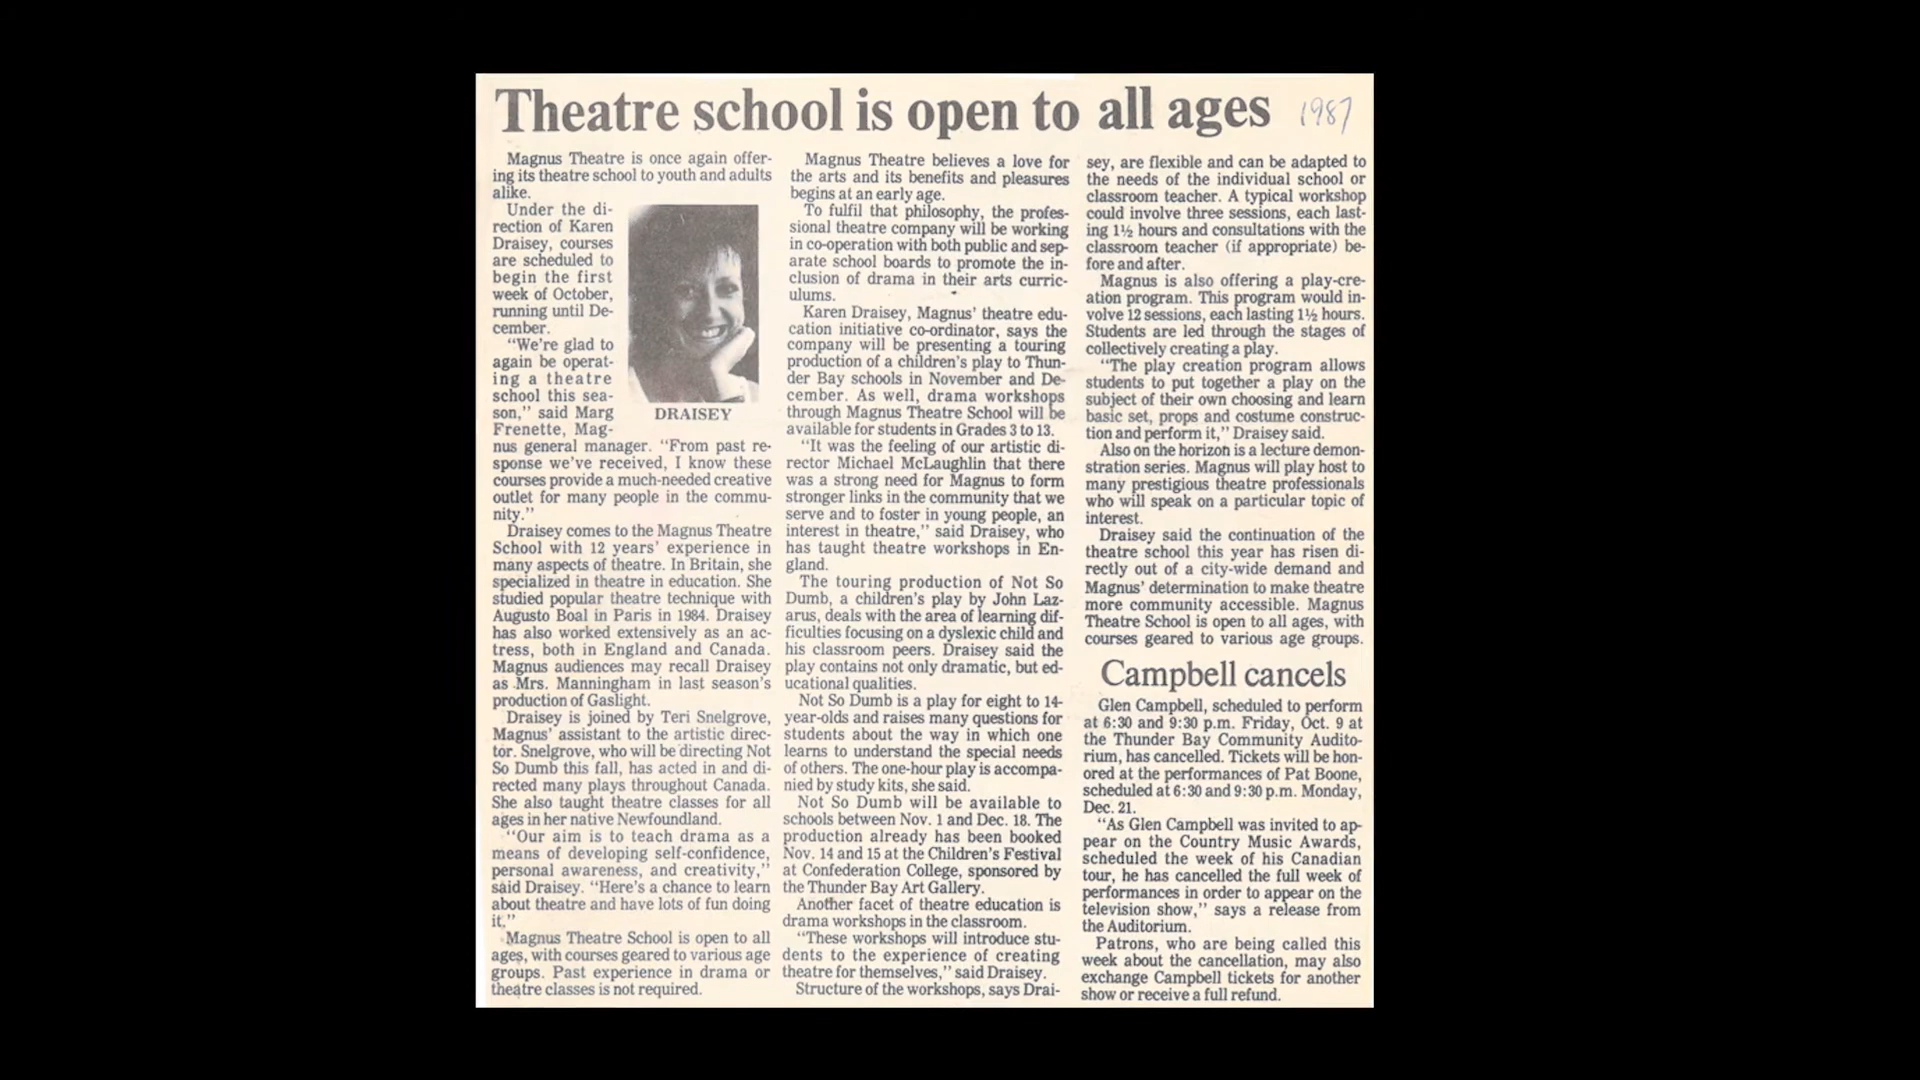 Theatre school is open to all ages
1987
Magnus Theatre is once again offer-
ing its theatre school to youth and adults
alike.
Under the di-
rection of Karen
Draisey, courses
are scheduled to
begin the first
week of October,
running until De-
cember.
"We're glad to
again be operat-
ing a theatre
school this sea-
son," said Marg
Frenette, Mag-
nus general manager. "From past re-
sponse we've received, I know these
courses provide a much-needed creative
outlet for many people in the commu-
nity."
Draisey comes to the Magnus Theatre
School with 12 years' experience in
many aspects of theatre. In Britain, she
specialized in theatre in education. She
studied popular theatre technique with
Augusto Boal in Paris in 1984. Draisey
has also worked extensively as an ac-
tress, both in England and Canada.
Magnus audiences may recall Draisey
as Mrs. Manningham in last season's
production of Gaslight.
Draisey is joined by Teri Snelgrove,
Magnus' assistant to the artistic direc-
tor. Snelgrove, who will be directing Not
So Dumb this fall, has acted in and di-
rected many plays throughout Canada.
She also taught theatre classes for all
ages in her native Newfoundland.
"Our aim is to teach drama as a
means of developing self-confidence,
personal awareness, and creativity,"
said Draisey. "Here's a chance to learn
about theatre and have lots of fun doing
it."
Magnus Theatre School is open to all
ages, with courses geared to various age
groups. Past experience in drama or
theatre classes is not required.
DRAISEY
Magnus Theatre believes a love for
the arts and its benefits and pleasures
begins at an early age.
To fulfil that philosophy, the profes-
sional theatre company will be working
in co-operation with both public and sep-
arate school boards to promote the in-
clusion of drama in their arts curric-
ulums.
Karen Draisey, Magnus' theatre edu-
cation initiative co-ordinator, says the
company will be presenting a touring
production of a children's play to Thun-
der Bay schools in November and De-
cember. As well, drama workshops
through Magnus Theatre School will be
available for students in Grades 3 to 13.
"It was the feeling of our artistic di-
rector Michael McLaughlin that there
was a strong need for Magnus to form
stronger links in the community that we
serve and to foster in young people, an
interest in theatre," said Draisey, who
has taught theatre workshops in En-
gland.
The touring production of Not So
Dumb, a children's play by John Laz-
arus, deals with the area of learning dif-
ficulties focusing on a dyslexic child and
his classroom peers. Draisey said the
play contains not only dramatic, but ed-
ucational qualities.
Not So Dumb is a play for eight to 14-
year-olds and raises many questions for
students about the way in which one
learns to understand the special needs
of others. The one-hour play is accompa-
nied by study kits, she said.
Not So Dumb will be available to
schools between Nov. 1 and Dec. 18. The
production already has been booked
Nov. 14 and 15 at the Children's Festival
at Confederation College, sponsored by
the Thunder Bay Art Gallery.
Another facet of theatre education is
drama workshops in the classroom.
"These workshops will introduce stu-
dents to the experience of creating
theatre for themselves," said Draisey.
Structure of the workshops, says Drai-
sey, are flexible and can be adapted to
the needs of the individual school or
classroom teacher. A typical workshop
could involve three sessions, each last-
ing 1½ hours and consultations with the
classroom teacher (if appropriate) be-
fore and after.
Magnus is also offering a play-cre-
ation program. This program would in-
volve 12 sessions, each lasting 1½ hours.
Students are led through the stages of
collectively creating a play.
"The play creation program allows
students to put together a play on the
subject of their own choosing and learn
basic set, props and costume construc-
tion and perform it," Draisey said.
Also on the horizon is a lecture demon-
stration series. Magnus will play host to
many prestigious theatre professionals
who will speak on a particular topic of
interest.
Draisey said the continuation of the
theatre school this year has risen di-
rectly out of a city-wide demand and
Magnus' determination to make theatre
more community accessible. Magnus
Theatre School is open to all ages, with
courses geared to various age groups.
Campbell cancels
Glen Campbell, scheduled to perform
at 6:30 and 9:30 p.m. Friday, Oct. 9 at
the Thunder Bay Community Audito-
rium, has cancelled. Tickets will be hon-
ored at the performances of Pat Boone,
scheduled at 6:30 and 9:30 p.m. Monday,
Dec. 21.
"As Glen Campbell was invited to ap-
pear on the Country Music Awards,
scheduled the week of his Canadian
tour, he has cancelled the full week of
performances in order to appear on the
television show," says a release from
the Auditorium.
Patrons, who are being called this
week about the cancellation, may also
exchange Campbell tickets for another
show or receive a full refund.